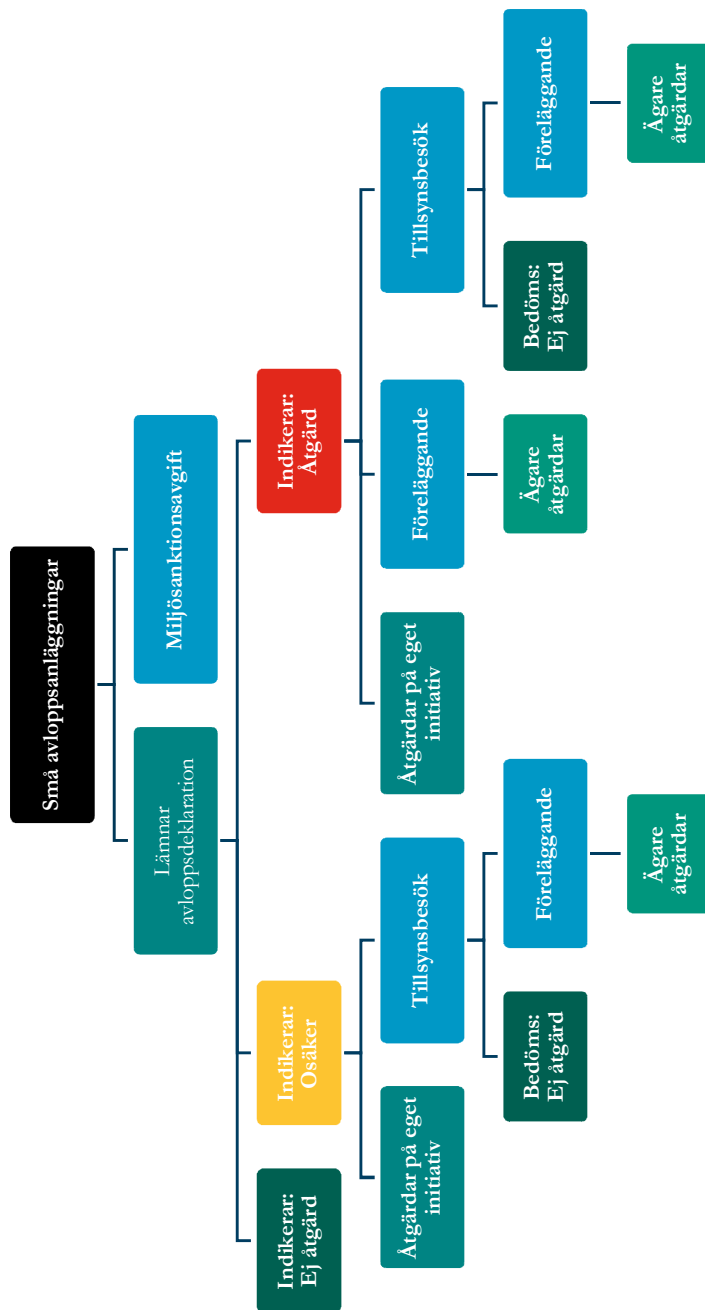 Små avloppsanläggningar
Lämnar
avloppsdeklaration
Miljösanktionsavgift
Indikerar:
Ej åtgärd
Indikerar:
Osäker
Indikerar:
Åtgärd
Åtgärdar på eget
initiativ
Tillsynsbesök
Åtgärdar på eget
initiativ
Föreläggande
Tillsynsbesök
Bedöms:
Ej åtgärd
Föreläggande
Ägare
åtgärdar
Bedöms:
Ej åtgärd
Föreläggande
Ägare
åtgärdar
Ägare
åtgärdar